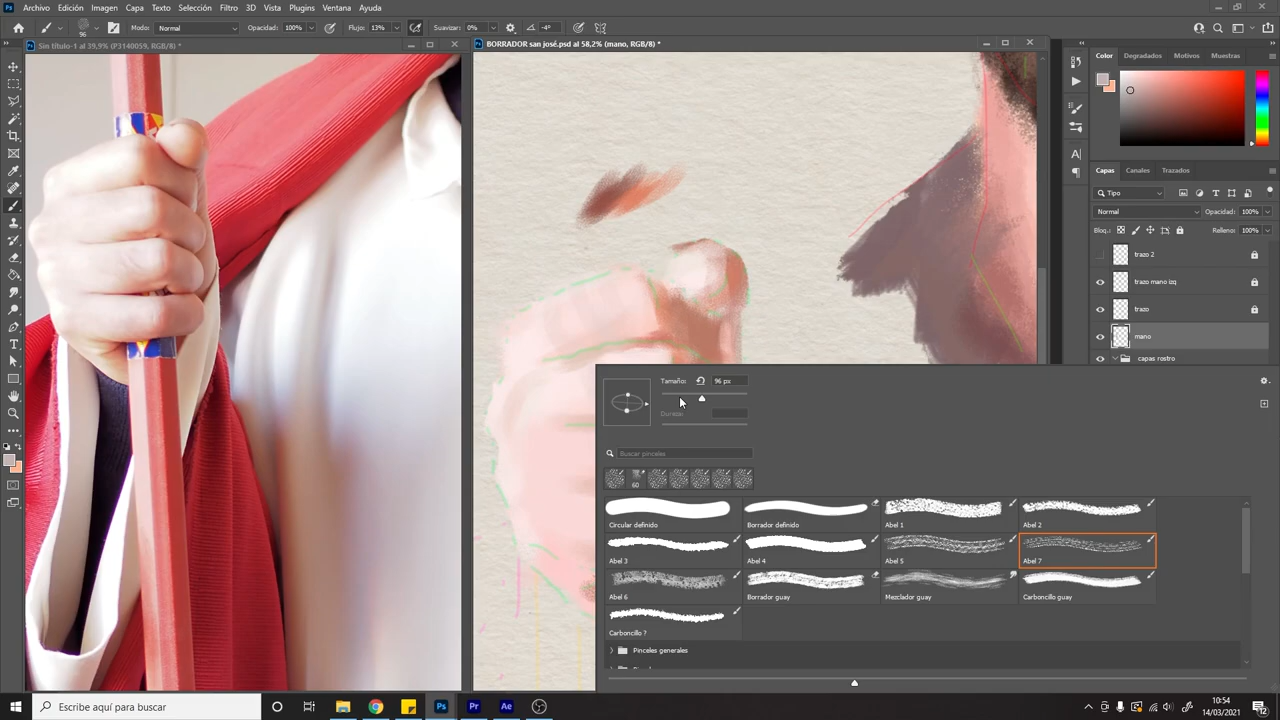 Archivo Edición Imagen Capa Texto Selección Filtro 3D Vista Plugins Ventana Ayuda
96 Modo: Normal Opacidad: 100% Flujo: 13% Suavizar: 0% -4°
Sin título-1 al 39,9% (P3140059, RGB/8) *
BORRADOR san josé.psd al 58,2% (mano, RGB/8) *
Color Degradados Motivos Muestras
Capas Canales Trazados
Tipo
Normal Opacidad: 100%
Bloq.: Relleno: 100%
trazo 2
trazo mano izq
trazo
mano
capas rostro
Tamaño: 96 px
Dureza:
Buscar pinceles
60
Circular definido Borrador definido Abel 1 Abel 2
Abel 3 Abel 4 Abel 5 Abel 7
Abel 6 Borrador guay Mezclador guay Carboncillo guay
Carboncillo ?
Pinceles generales
Escribe aquí para buscar
10:54
14/03/2021